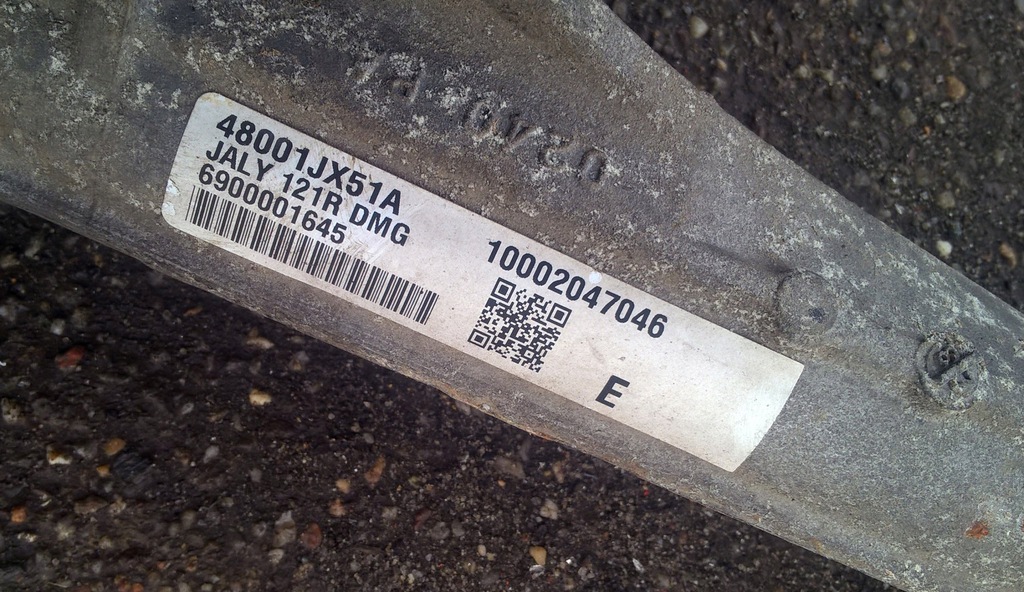 48001JX51A
JALY 121R DMG
6900001645
10002047046
E